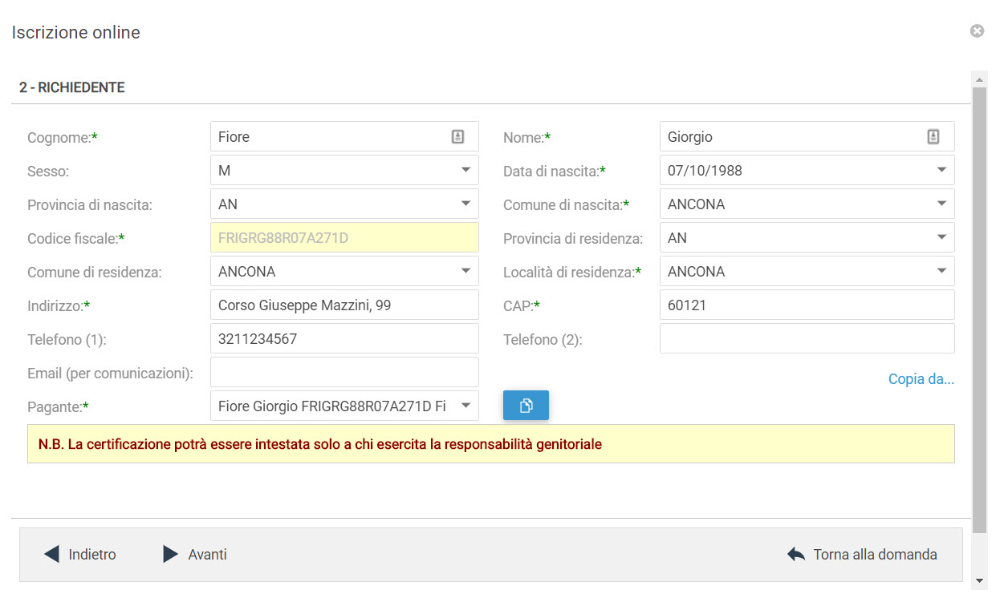 Iscrizione online
2 - RICHIEDENTE
Cognome:* Fiore Nome:* Giorgio
Sesso: M Data di nascita:* 07/10/1988
Provincia di nascita: AN Comune di nascita:* ANCONA
Codice fiscale:* FRIGRG88R07A271D Provincia di residenza: AN
Comune di residenza: ANCONA Località di residenza:* ANCONA
Indirizzo:* Corso Giuseppe Mazzini, 99 CAP:* 60121
Telefono (1): 3211234567 Telefono (2):
Email (per comunicazioni):
Copia da...
Pagante:* Fiore Giorgio FRIGRG88R07A271D Fi
N.B. La certificazione potrà essere intestata solo a chi esercita la responsabilità genitoriale
Indietro Avanti Torna alla domanda